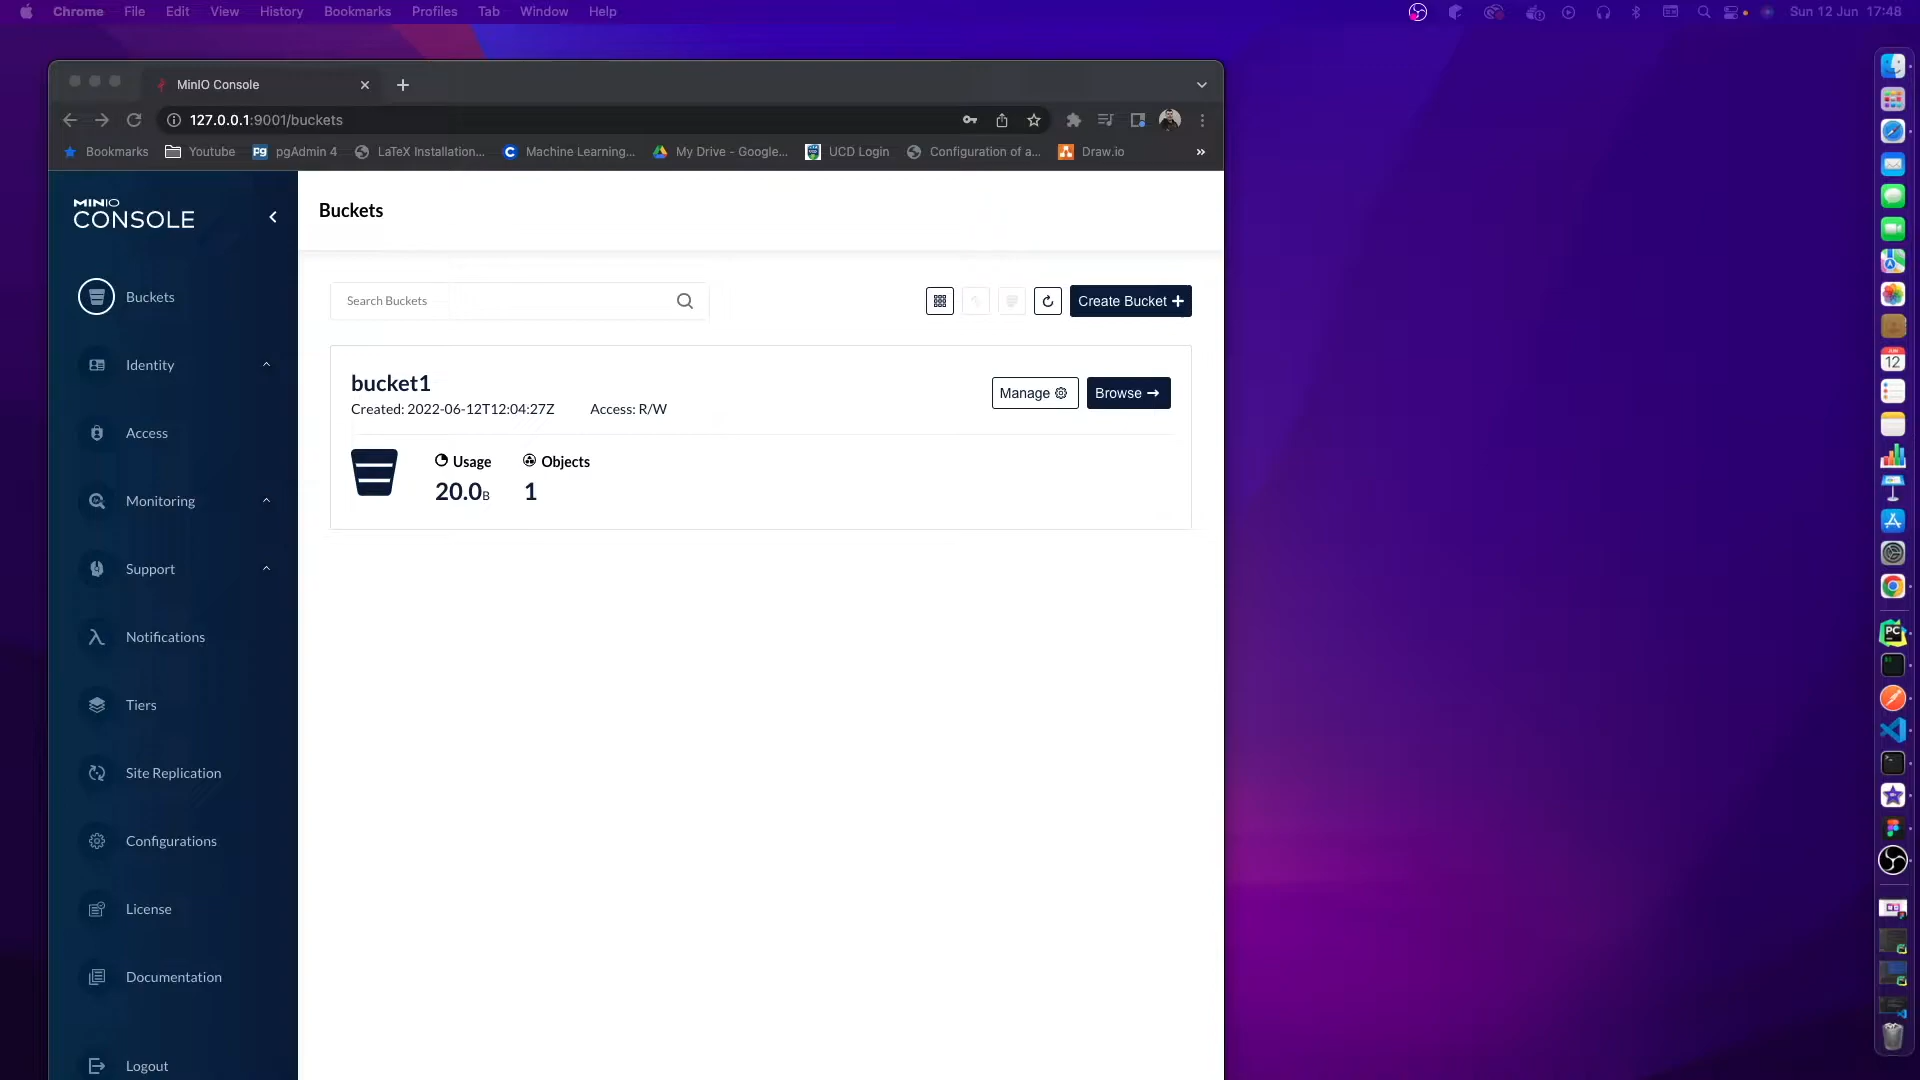 Chrome File Edit View History Bookmarks Profiles Tab Window Help Sun 12 Jun 17:48
MinIO Console
127.0.0.1:9001/buckets
Bookmarks Youtube pgAdmin 4 LaTeX Installation... Machine Learning... My Drive - Google... UCD Login Configuration of a... Draw.io »
MINIO
CONSOLE
Buckets
Search Buckets
Create Bucket
Buckets
Identity
Access
Monitoring
Support
Notifications
Tiers
Site Replication
Configurations
License
Documentation
Logout
bucket1
Created: 2022-06-12T12:04:27Z Access: R/W
Manage
Browse
Usage Objects
20.0B 1
JUN
12
PC